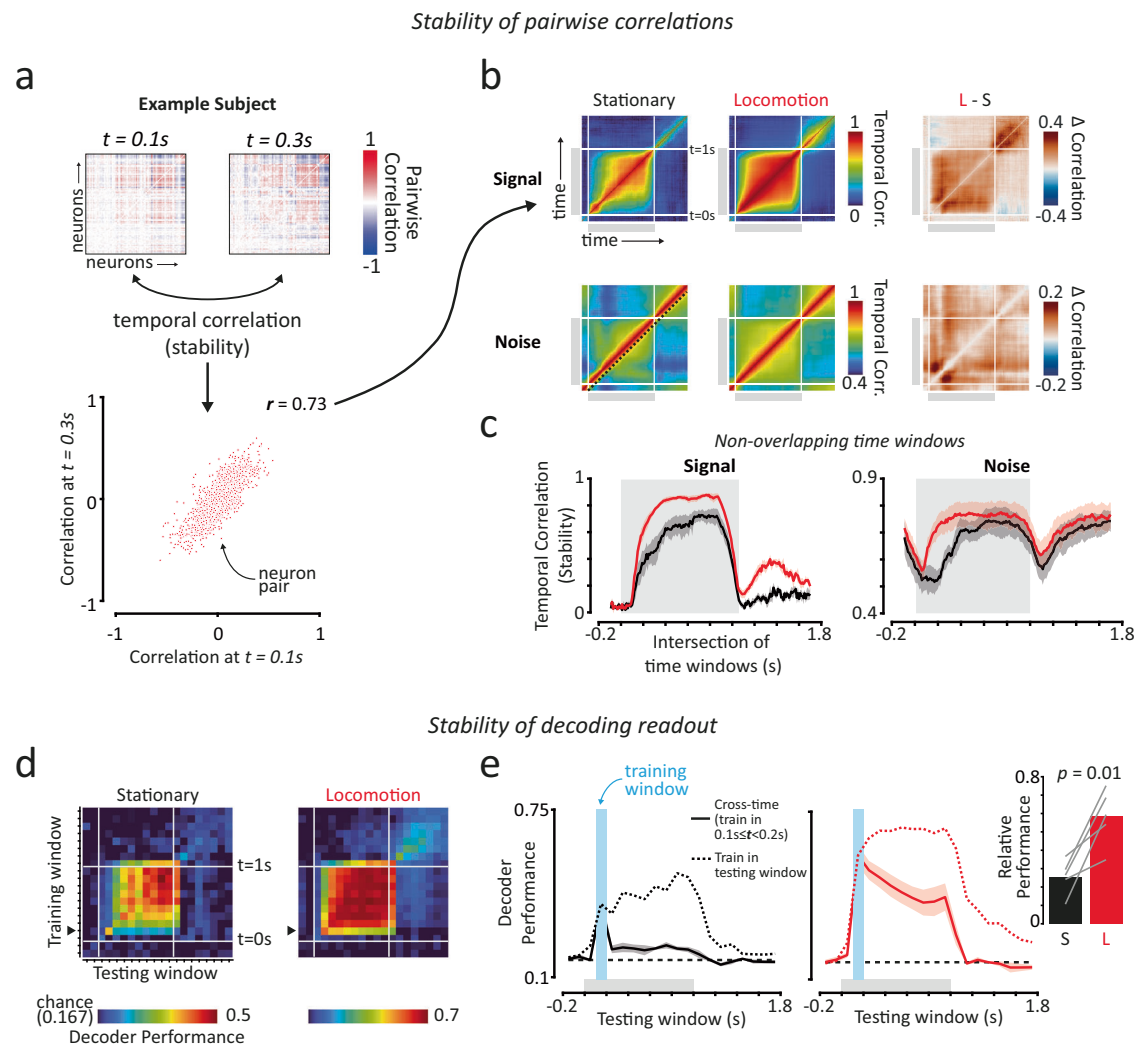 Stability of pairwise correlations
a
Example Subject
t = 0.1s
t = 0.3s
neurons
neurons
1
Pairwise
Correlation
-1
temporal correlation
(stability)
r = 0.73
1
0
-1
Correlation at t = 0.3s
neuron
pair
-1
0
1
Correlation at t = 0.1s
b
Stationary
Locomotion
L - S
Signal
time
time
t=1s
t=0s
1
Temporal Corr.
0
0.4
Δ Correlation
-0.4
Noise
1
Temporal Corr.
0.4
0.2
Δ Correlation
-0.2
c
Non-overlapping time windows
Signal
Noise
1
0
Temporal Correlation
(Stability)
-0.2
1.8
Intersection of
time windows (s)
0.9
0.4
-0.2
1.8
Stability of decoding readout
d
Stationary
Locomotion
Training window
t=1s
t=0s
Testing window
chance
(0.167)
0.5
0.7
Decoder Performance
e
training
window
0.75
0.1
Decoder
Performance
Cross-time
(train in
0.1≤t<0.2s)
Train in
testing window
-0.2
1.8
Testing window (s)
-0.2
1.8
Testing window (s)
p = 0.01
0.8
0
Relative
Performance
S
L